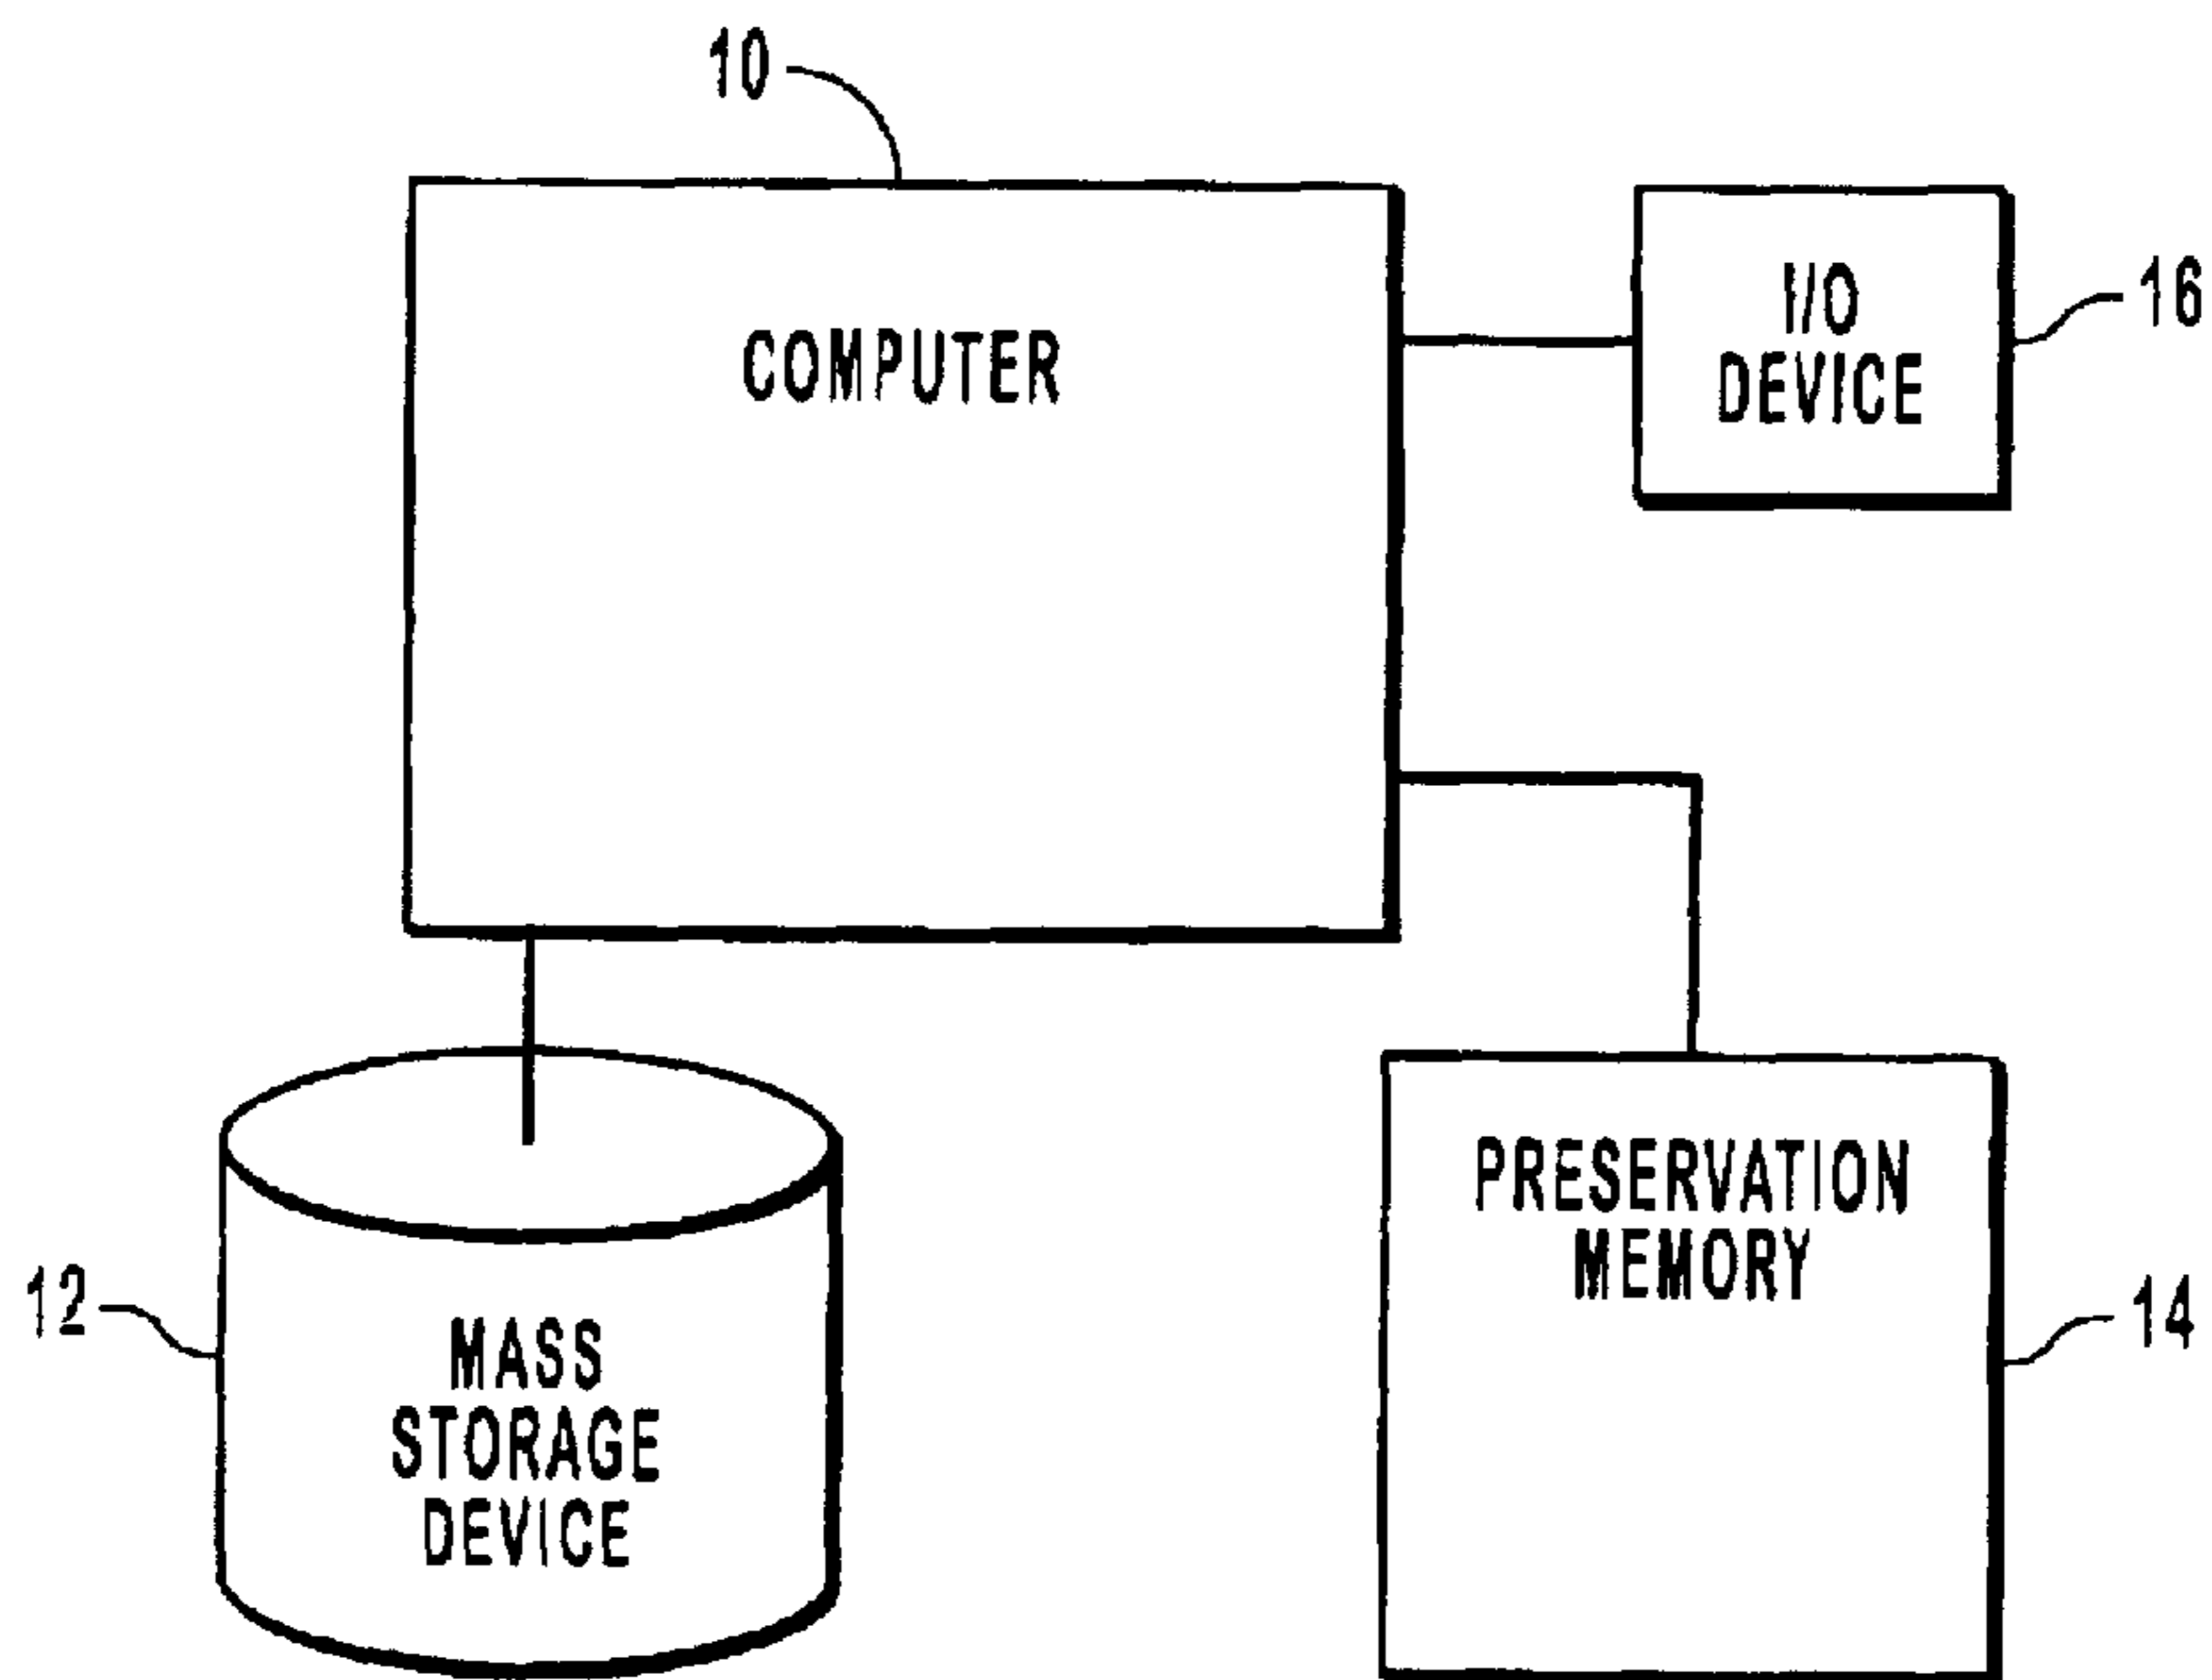 10
COMPUTER
I/O
DEVICE
16
12
MASS
STORAGE
DEVICE
PRESERVATION
MEMORY
14